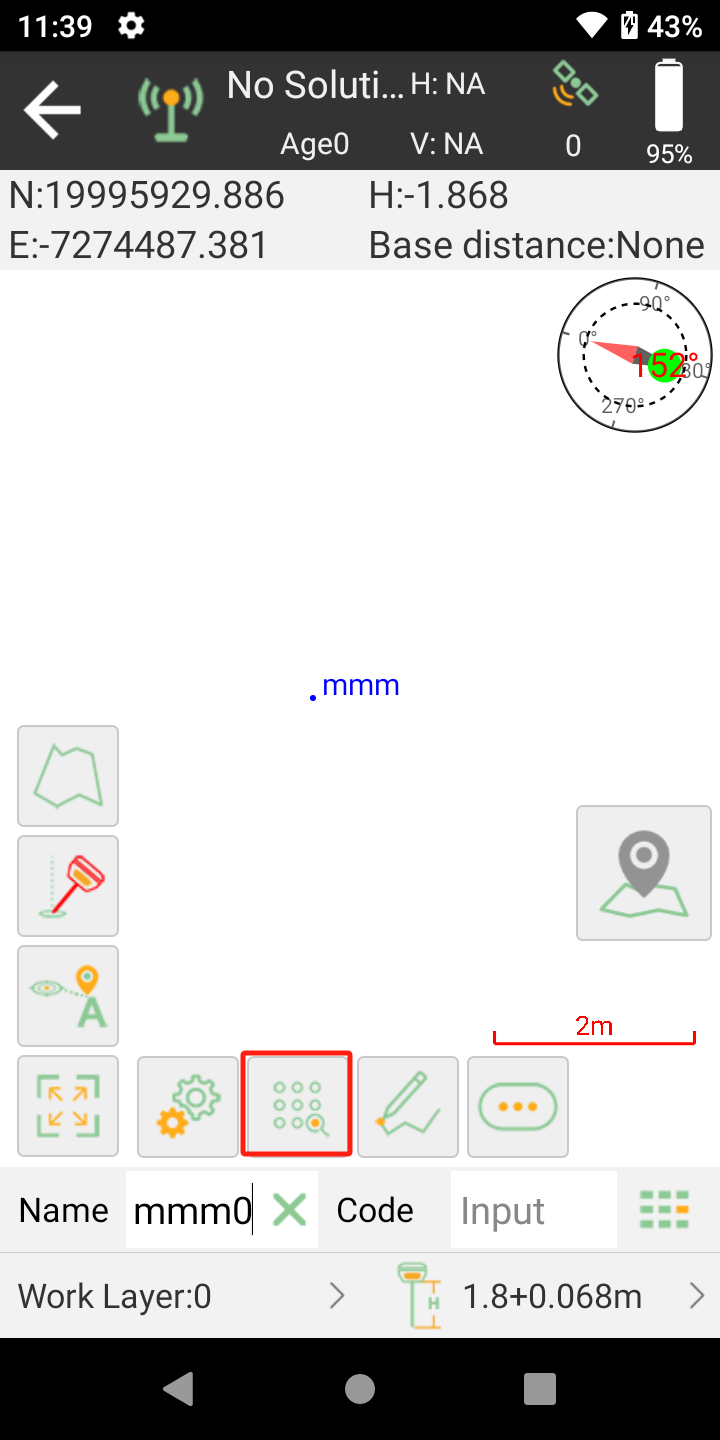 11:39 43%
No Soluti... H: NA
Age0 V: NA 0 95%
N:19995929.886 H:-1.868
E:-7274487.381 Base distance:None
90°
0°
152°
80°
270°
mmm
A
2m
Name mmm0 Code Input
Work Layer:0 H 1.8+0.068m